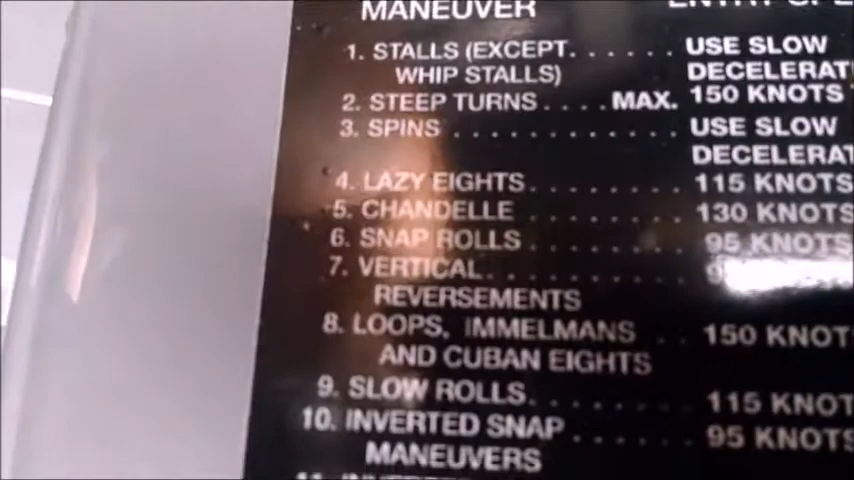 MANEUVER
1. STALLS (EXCEPT. . . . . . USE SLOW
WHIP STALLS) DECELERAT
2. STEEP TURNS. . . . MAX. 150 KNOTS
3. SPINS . . . . . . . . . . . . USE SLOW
DECELERAT
4. LAZY EIGHTS. . . . . . . . . 115 KNOTS
5. CHANDELLE . . . . . . . . 130 KNOTS
6. SNAP ROLLS . . . . . . . . 95 KNOTS
7. VERTICAL. . . . . . . . . .
REVERSEMENTS
8. LOOPS, IMMELMANS . . 150 KNOT
AND CUBAN EIGHTS
9. SLOW ROLLS. . . . . . . . 115 KNOT
10. INVERTED SNAP . . . . . . 95 KNOTS
MANEUVERS